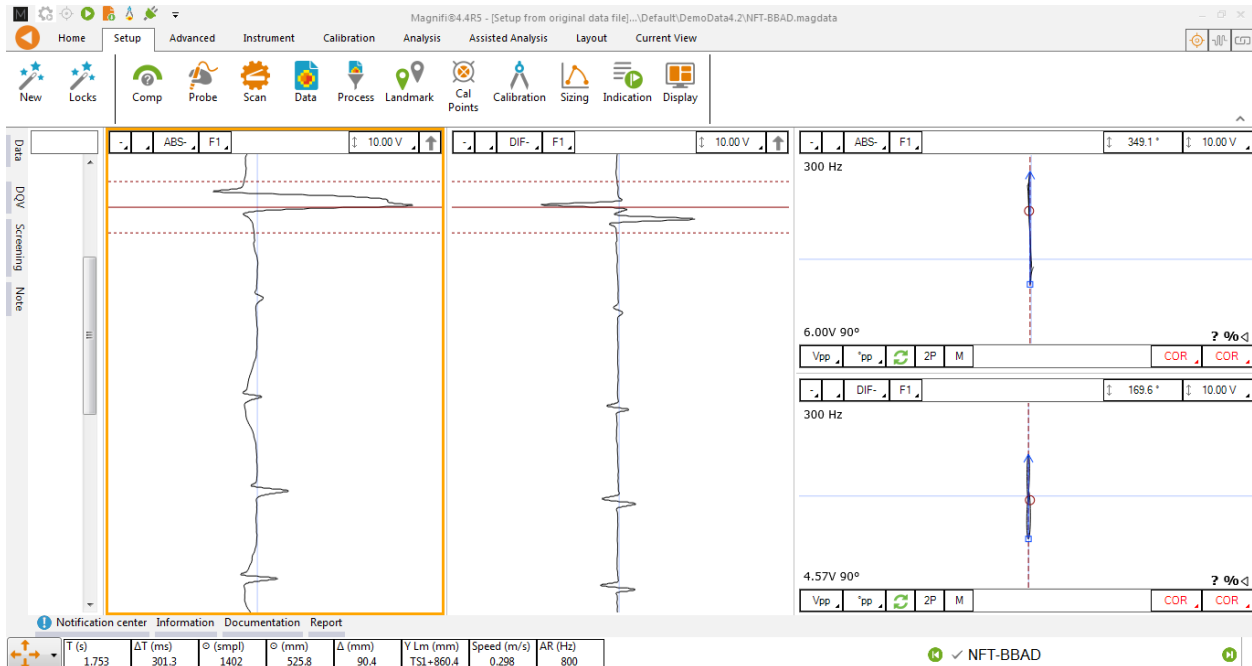 Magnifi®4.4R5 - [Setup from original data file]...\Default\DemoData4.2\NFT-BBAD.magdata
Home Setup Advanced Instrument Calibration Analysis Assisted Analysis Layout Current View
New Locks Comp Probe Scan Data Process Landmark Cal Points Calibration Sizing Indication Display
Data
DQV
Screening
Note
- ABS- F1 10.00 V
- DIF- F1 10.00 V
- ABS- F1 349.1 ° 10.00 V
300 Hz
6.00V 90° ? %
Vpp °pp 2P M COR COR
- DIF- F1 169.6 ° 10.00 V
300 Hz
4.57V 90° ? %
Vpp °pp 2P M COR COR
Notification center Information Documentation Report
T (s) ΔT (ms) ⊙ (smpl) ⊙ (mm) Δ (mm) Y Lm (mm) Speed (m/s) AR (Hz)
1.753 301.3 1402 525.8 90.4 TS1+860.4 0.298 800
NFT-BBAD